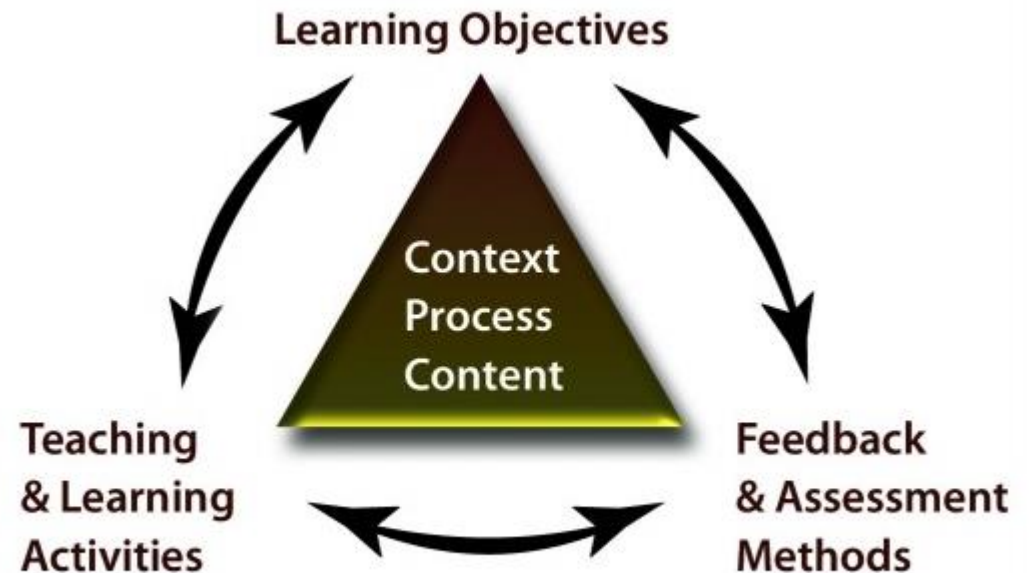 Learning Objectives
Context
Process
Content
Teaching
& Learning
Activities
Feedback
& Assessment
Methods